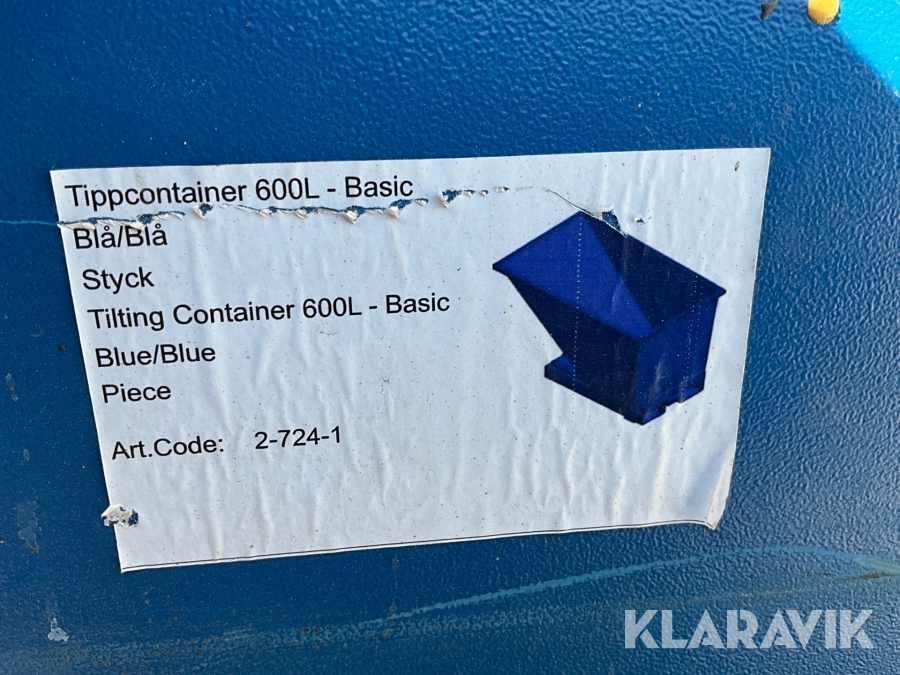 Tippcontainer 600L - Basic
Blå/Blå
Styck
Tilting Container 600L - Basic
Blue/Blue
Piece
Art.Code: 2-724-1
KLARAVIK